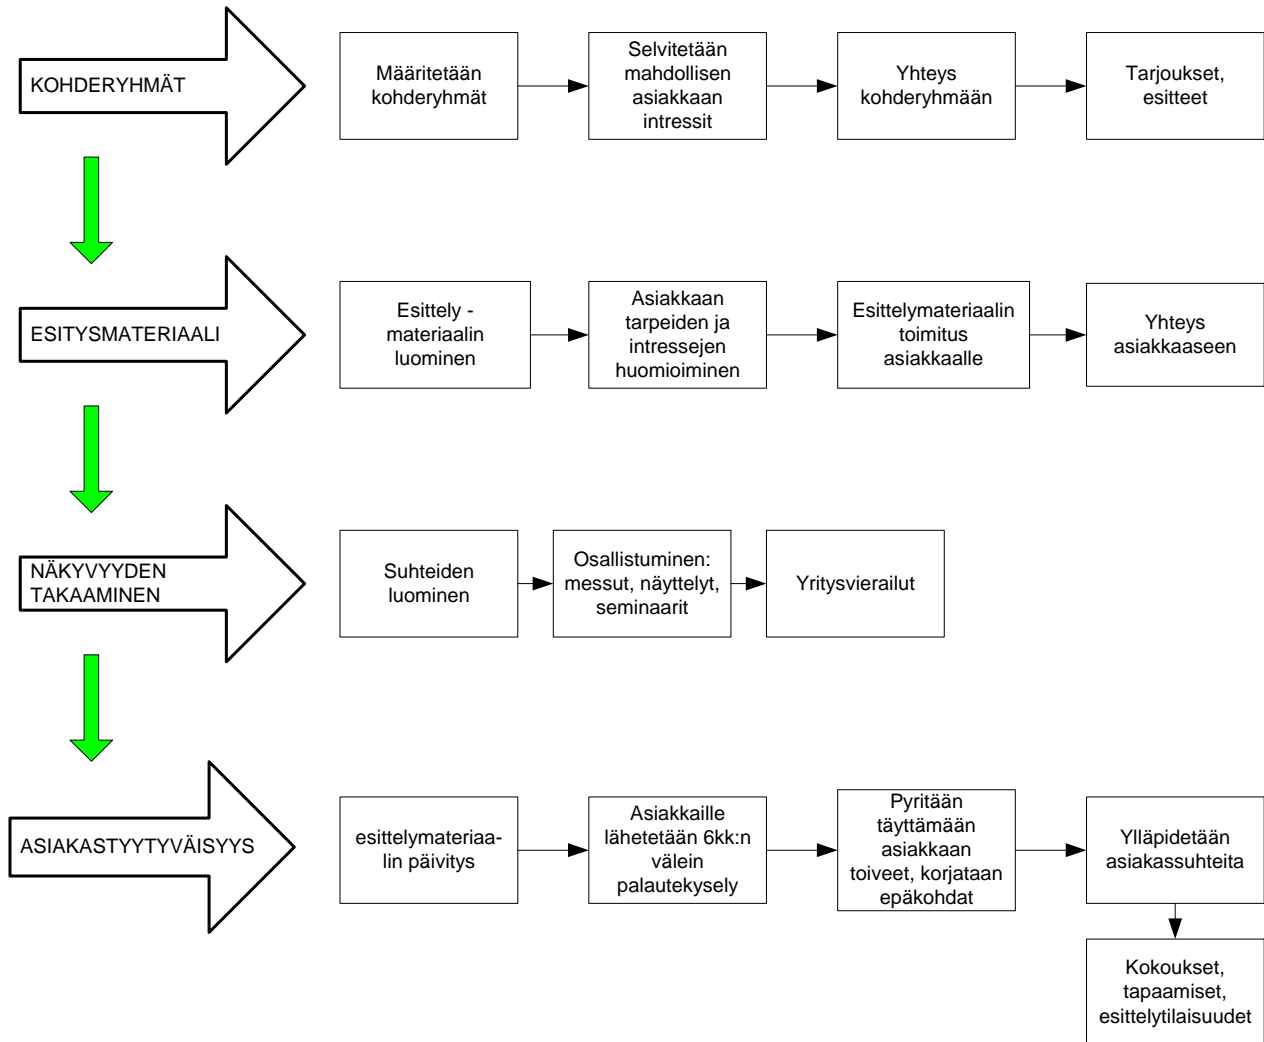 KOHDERYHMÄT
Määritetään
kohderyhmät
Selvitetään
mahdollisen
asiakkaan
intressit
Yhteys
kohderyhmään
Tarjoukset,
esitteet
ESITYSMATERIAALI
Esittely -
materiaalin
luominen
Asiakkaan
tarpeiden ja
intressejen
huomioiminen
Esittelymateriaalin
toimitus
asiakkaalle
Yhteys
asiakkaaseen
NÄKYVYYDEN
TAKAAMINEN
Suhteiden
luominen
Osallistuminen:
messut, näyttelyt,
seminaarit
Yritysvierailut
ASIAKASTYYTYVÄISYYS
esittelymateriaa-
lin päivitys
Asiakkaille
lähetetään 6kk:n
välein
palautekysely
Pyritään
täyttämään
asiakkaan
toiveet, korjataan
epäkohdat
Ylläpidetään
asiakassuhteita
Kokoukset,
tapaamiset,
esittelytilaisuudet